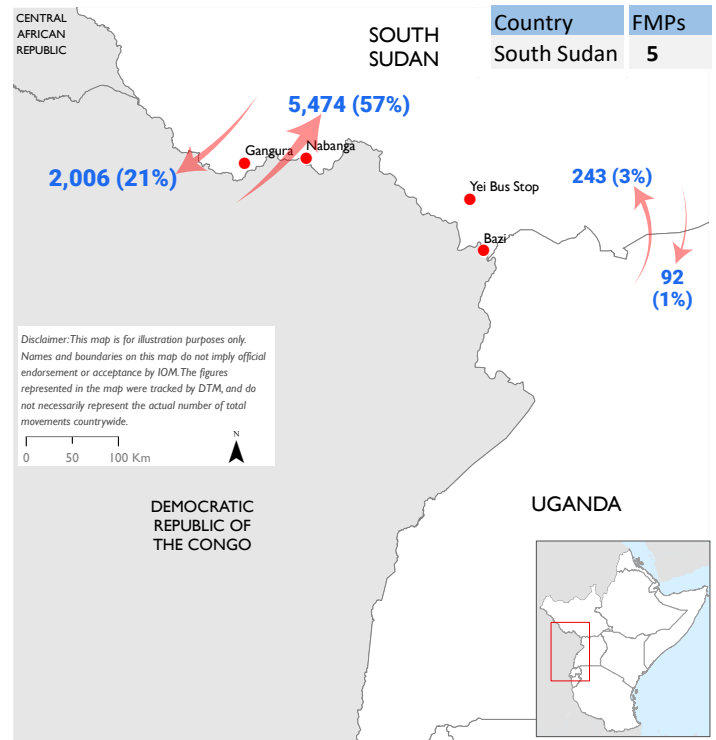 CENTRAL
AFRICAN
REPUBLIC
SOUTH
SUDAN
Country FMPs
South Sudan 5
5,474 (57%)
Gangura
Nabanga
2,006 (21%)
Yei Bus Stop
243 (3%)
Bazi
92
(1%)
Disclaimer: This map is for illustration purposes only.
Names and boundaries on this map do not imply official
endorsement or acceptance by IOM. The figures
represented in the map were tracked by DTM, and do
not necessarily represent the actual number of total
movements countrywide.
N
0 50 100 Km
DEMOCRATIC
REPUBLIC OF
THE CONGO
UGANDA